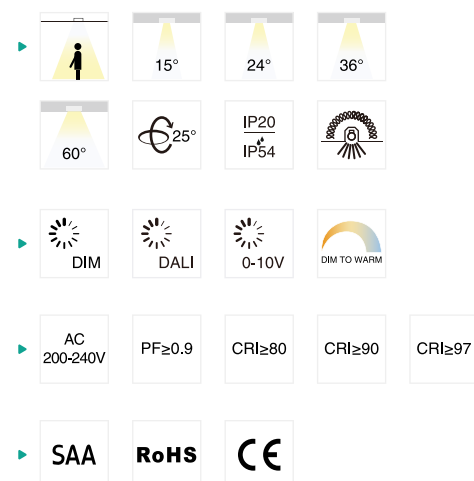 15°
24°
36°
60°
25°
IP20
IP54
DIM
DALI
0-10V
DIM TO WARM
AC
200-240V
PF≥0.9
CRI≥80
CRI≥90
CRI≥97
SAA
RoHS
CE